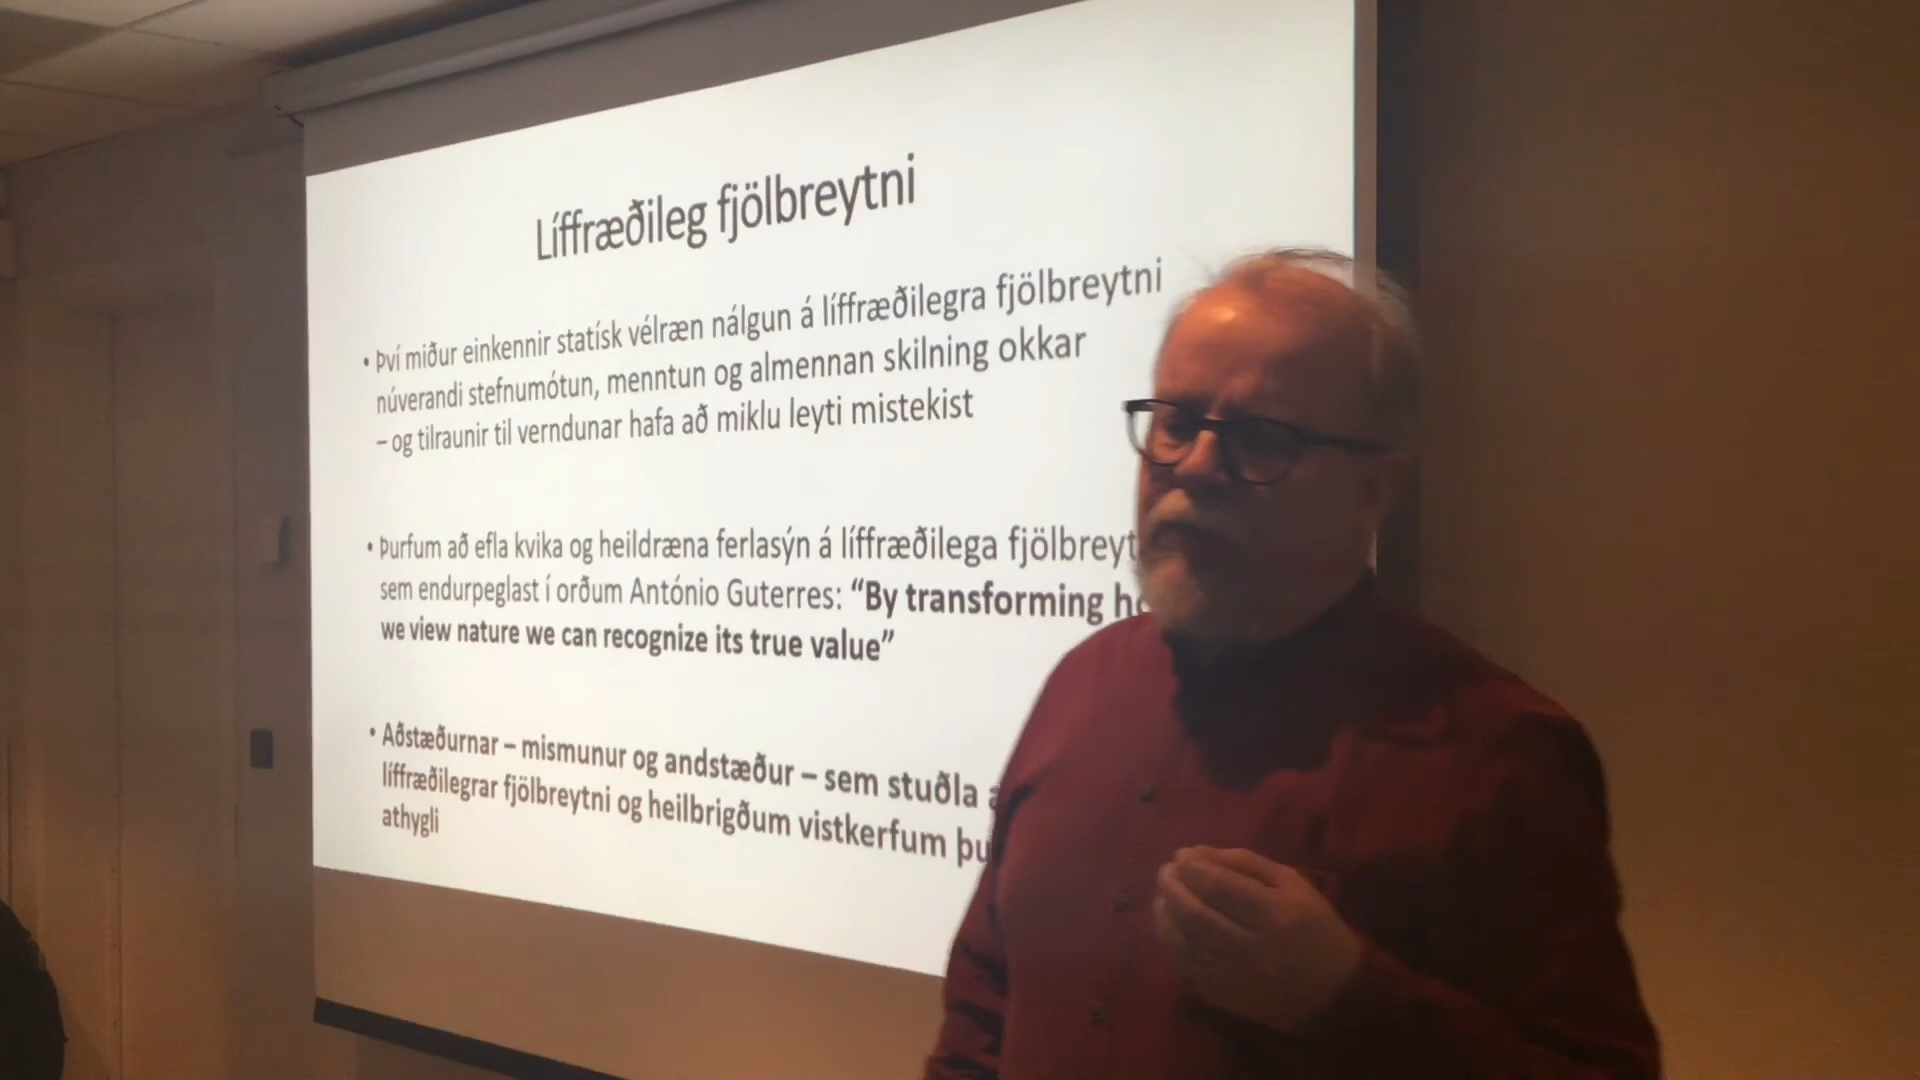 Líffræðileg fjölbreytni
• Því miður einkennir statísk vélræn nálgun á líffræðilegra fjölbreytni
núverandi stefnumótun, menntun og almennan skilning okkar
– og tilraunir til verndunar hafa að miklu leyti mistekist
• Þurfum að efla kvika og heildræna ferlasýn á líffræðilega
sem endurpeglast í orðum António Guterres: “By transforming
we view nature we can recognize its true value”
• Aðstæðurnar – mismunur og andstæður – sem stuðla
líffræðilegrar fjölbreytni og heilbrigðum vistkerfum
athygli